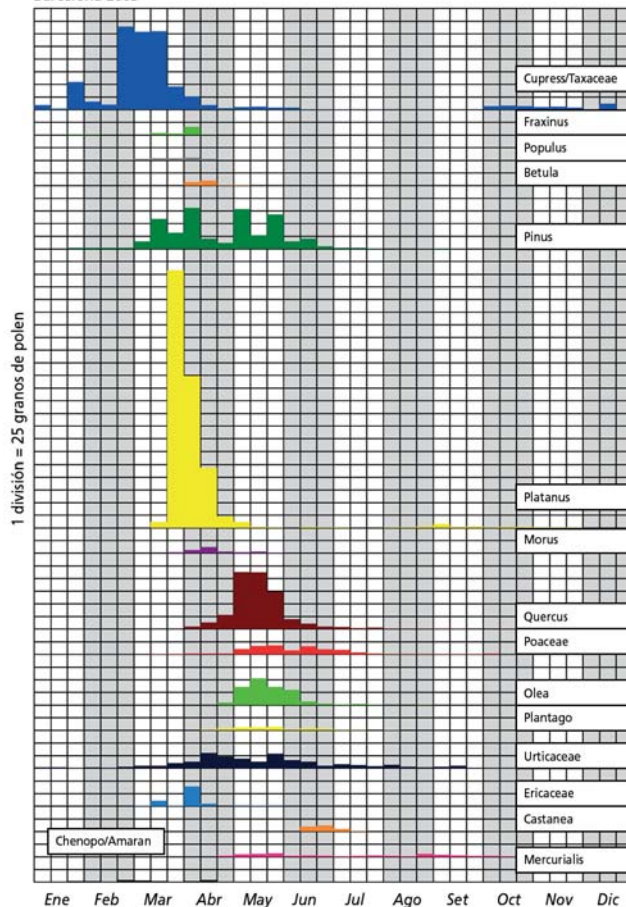 Cupress/Taxaceae
Fraxinus
Populus
Betula
Pinus
1 división = 25 granos de polen
Platanus
Morus
Quercus
Poaceae
Olea
Plantago
Urticaceae
Ericaceae
Castanea
Chenopo/Amaran
Mercurialis
Ene Feb Mar Abr May Jun Jul Ago Set Oct Nov Dic